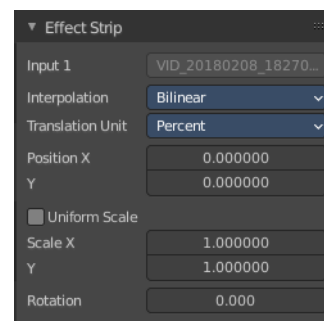 Effect Strip
Input 1 VID_20180208_18270...
Interpolation Bilinear
Translation Unit Percent
Position X 0.000000
Y 0.000000
Uniform Scale
Scale X 1.000000
Y 1.000000
Rotation 0.000